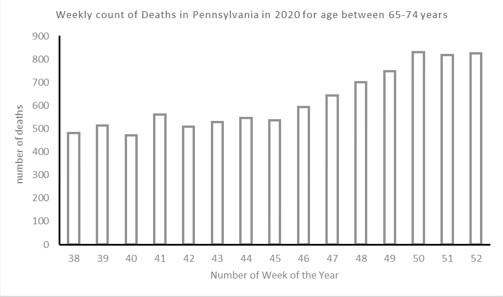 Weekly count of Deaths in Pennsylvania in 2020 for age between 65-74 years
number of deaths
900
800
700
600
500
400
300
200
100
0
38 39 40 41 42 43 44 45 46 47 48 49 50 51 52
Number of Week of the Year